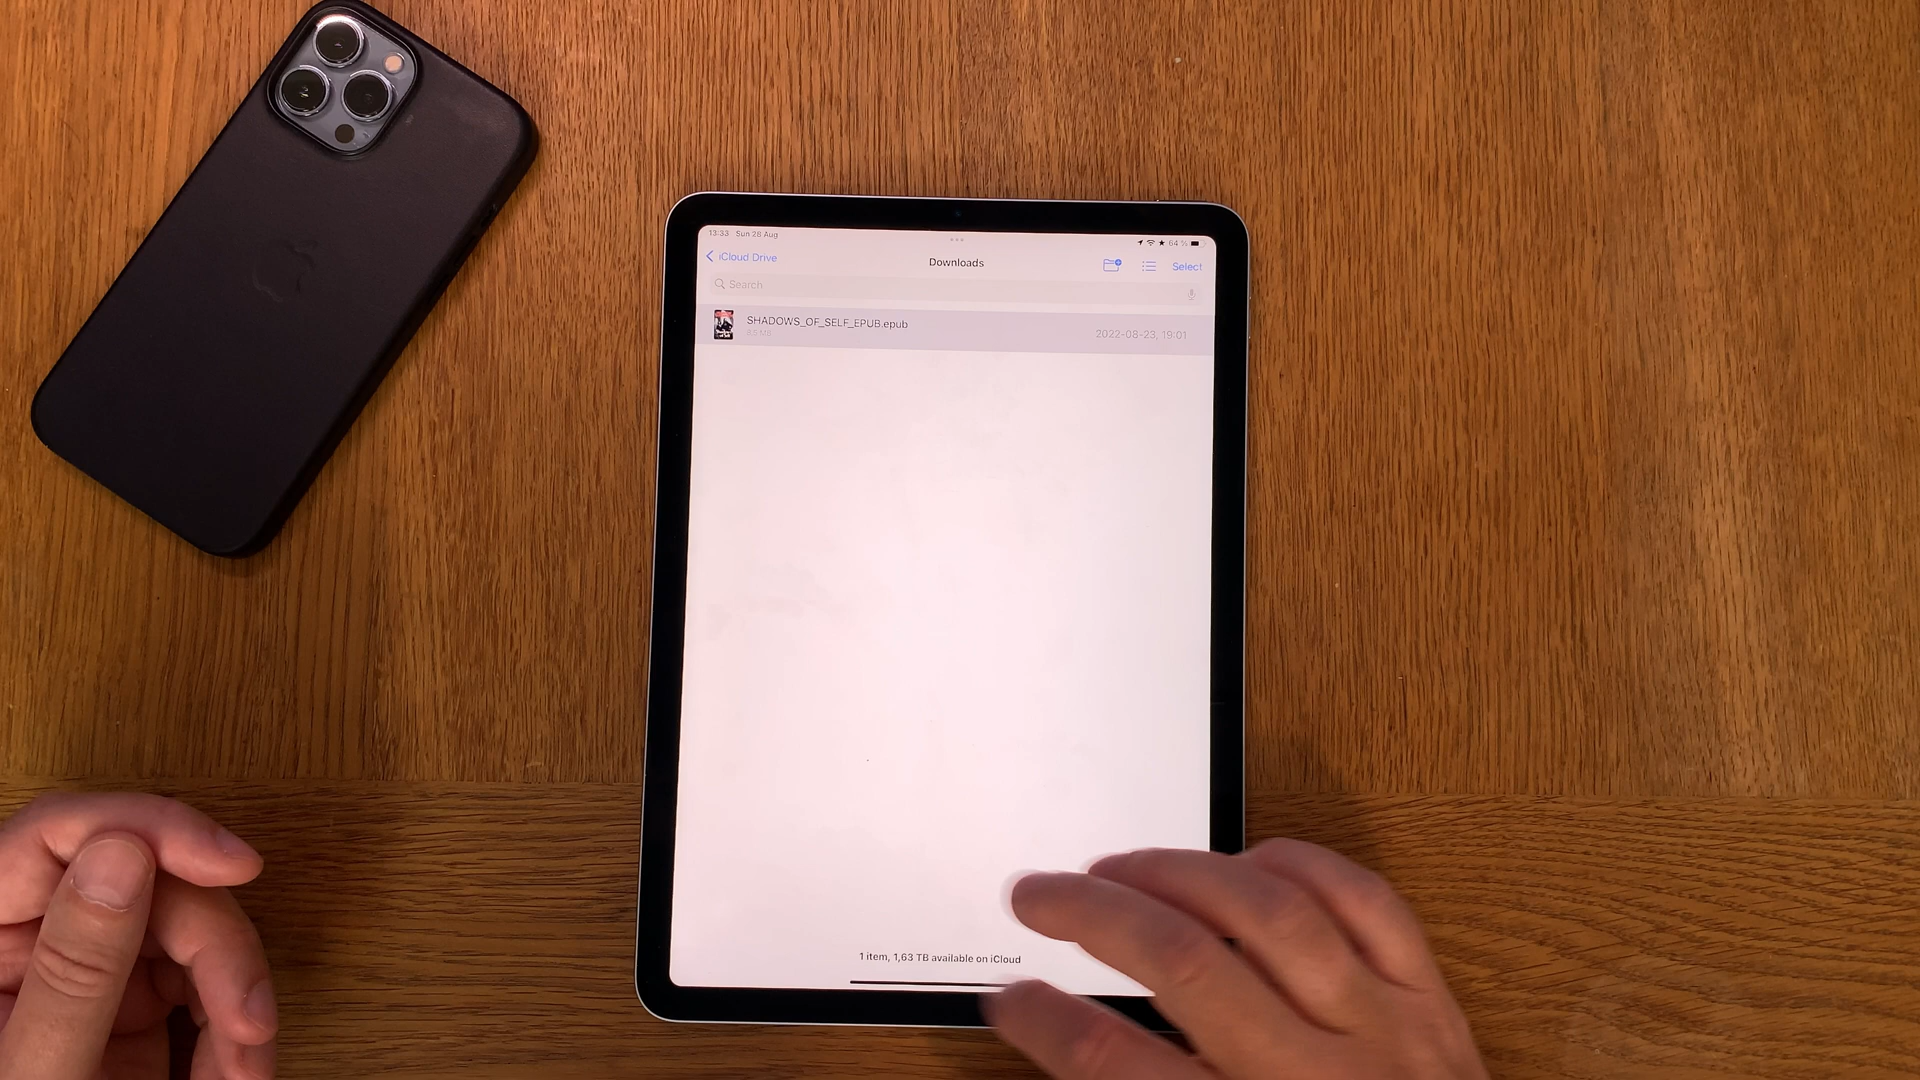 13:33 Sun 28 Aug
64 %
iCloud Drive
Downloads
Select
Search
SHADOWS_OF_SELF_EPUB.epub
2022-08-23, 19:01
1 item, 1,63 TB available on iCloud